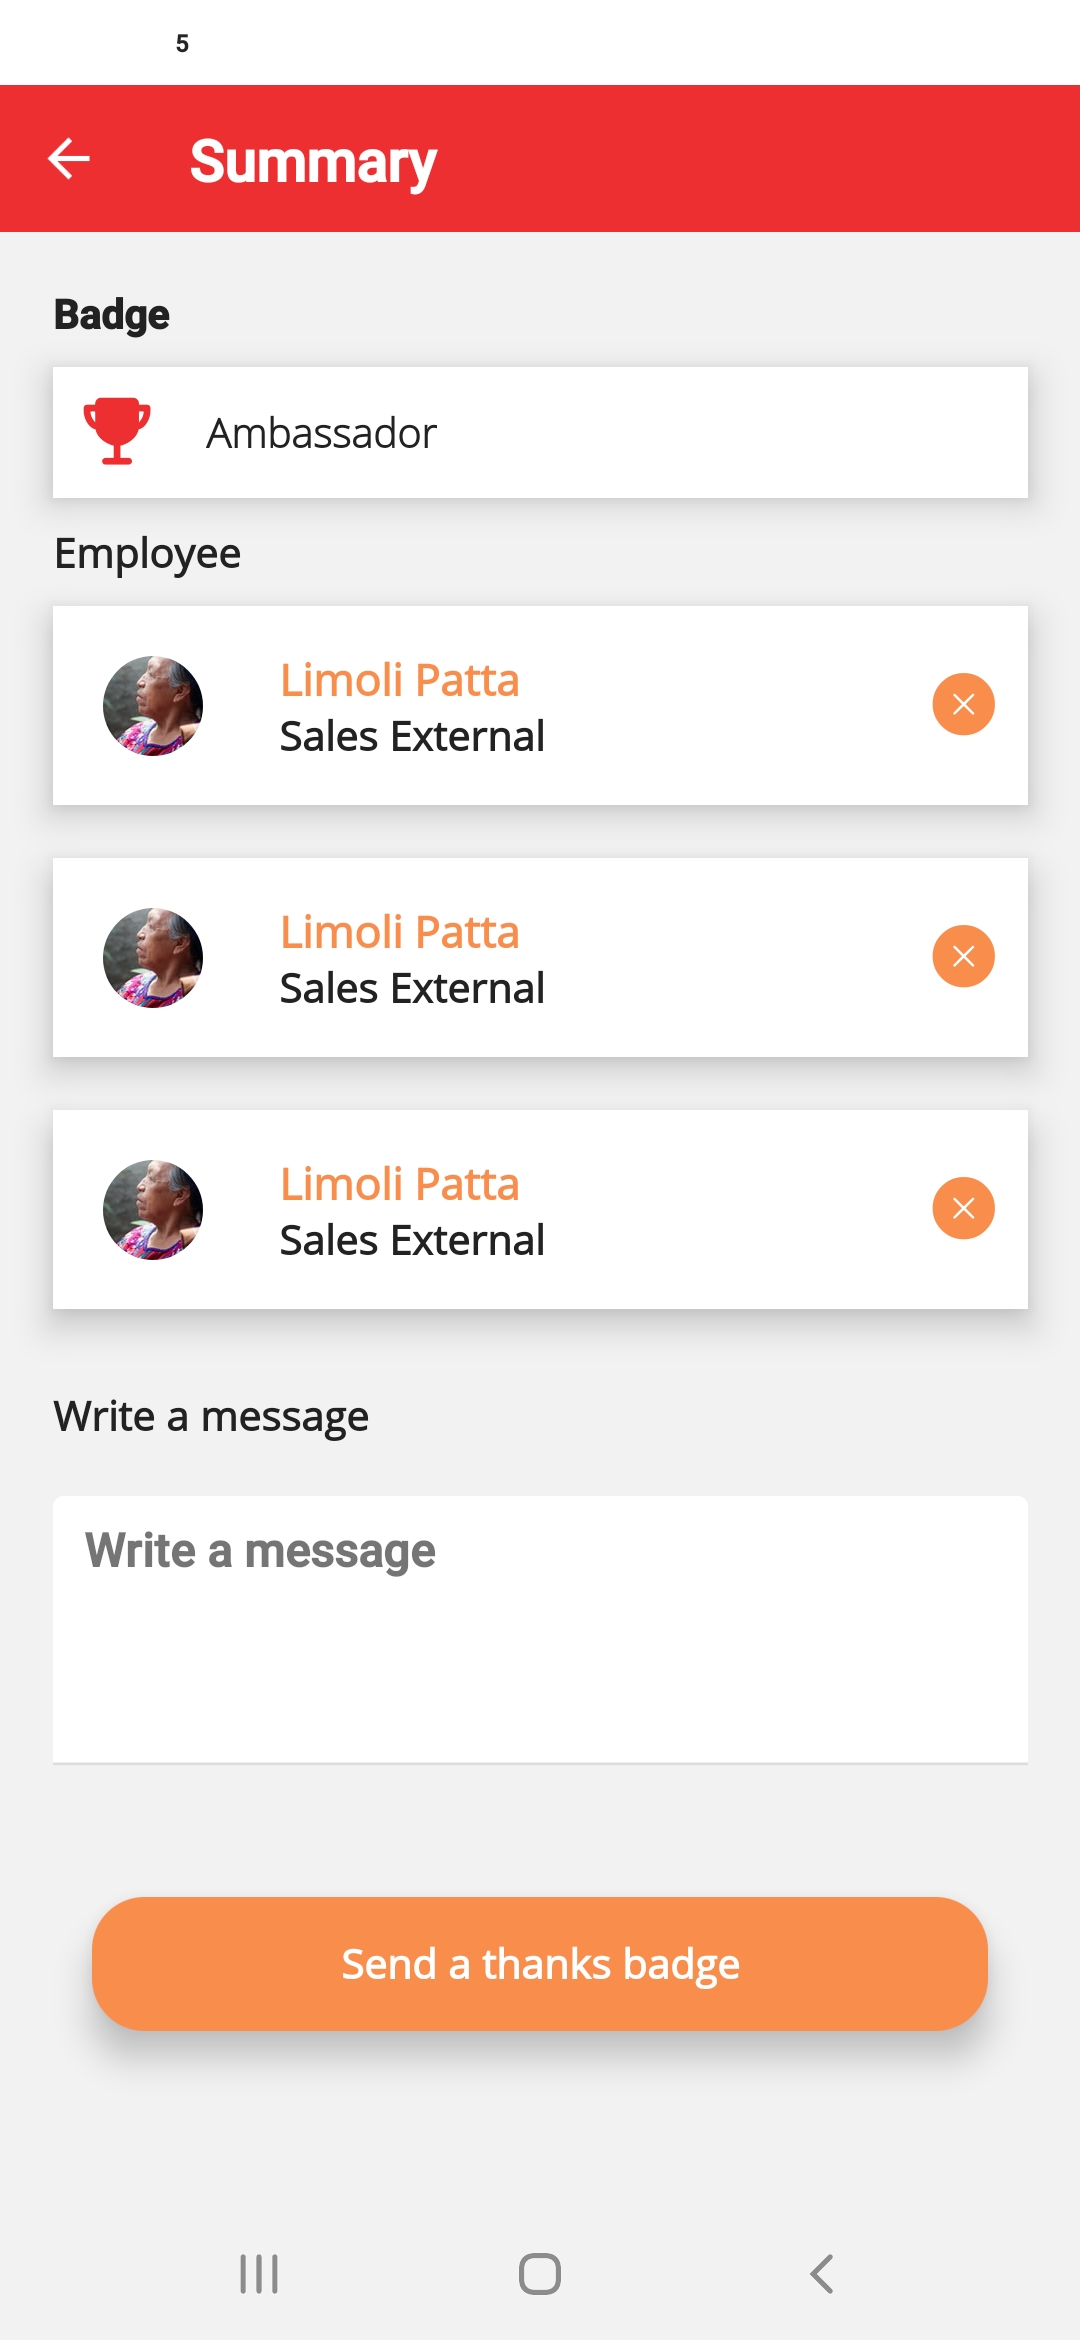 5
Summary
Badge
Ambassador
Employee
Limoli Patta
Sales External
Limoli Patta
Sales External
Limoli Patta
Sales External
Write a message
Write a message
Send a thanks badge